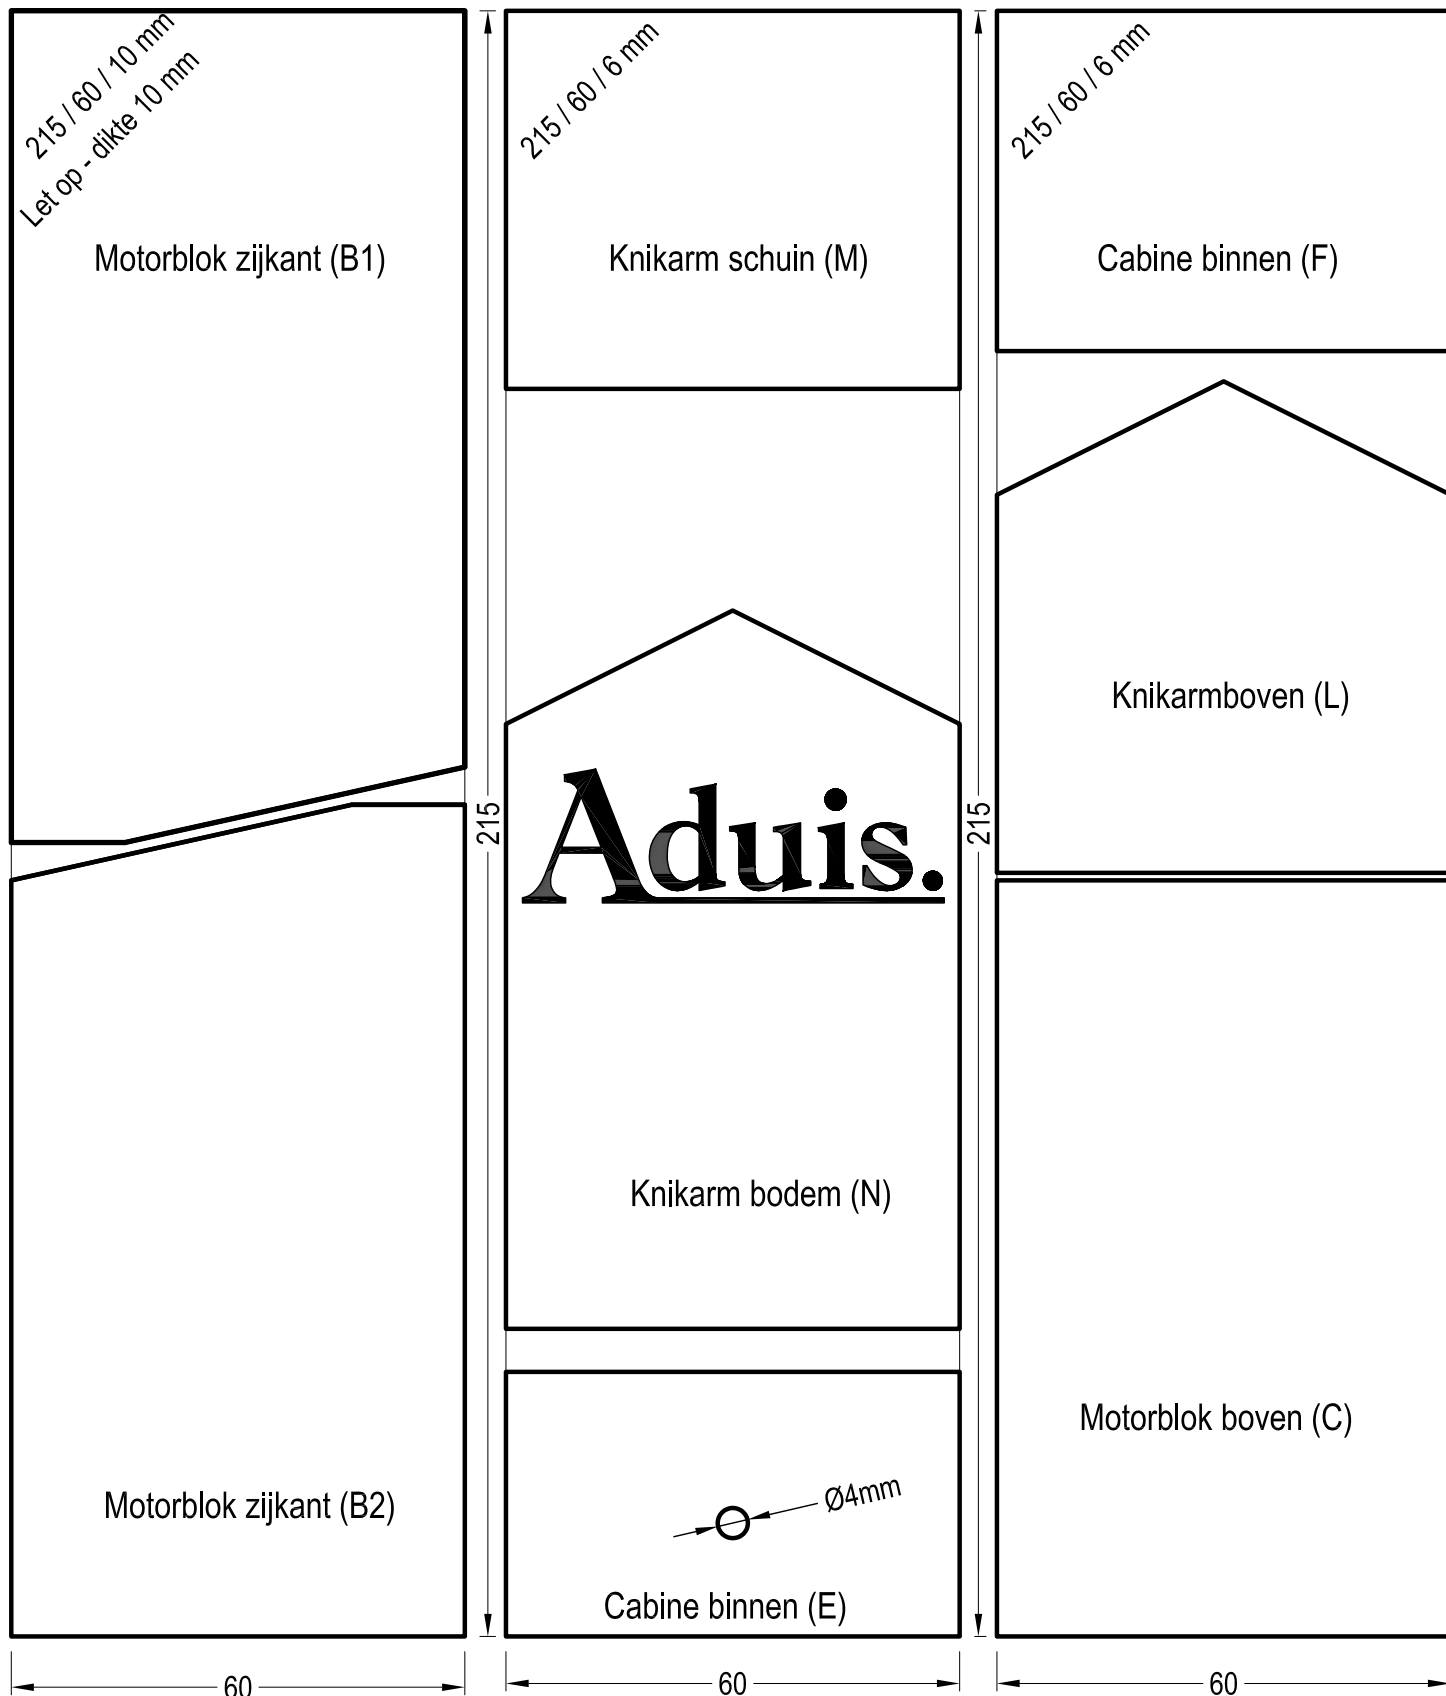 215 / 60 / 10 mm
Let op - dikte 10 mm
Motorblok zijkant (B1)
Motorblok zijkant (B2)
60
215
215 / 60 / 6 mm
Knikarm schuin (M)
Aduis.
Knikarm bodem (N)
Ø4mm
Cabine binnen (E)
60
215
215 / 60 / 6 mm
Cabine binnen (F)
Knikarmboven (L)
Motorblok boven (C)
60